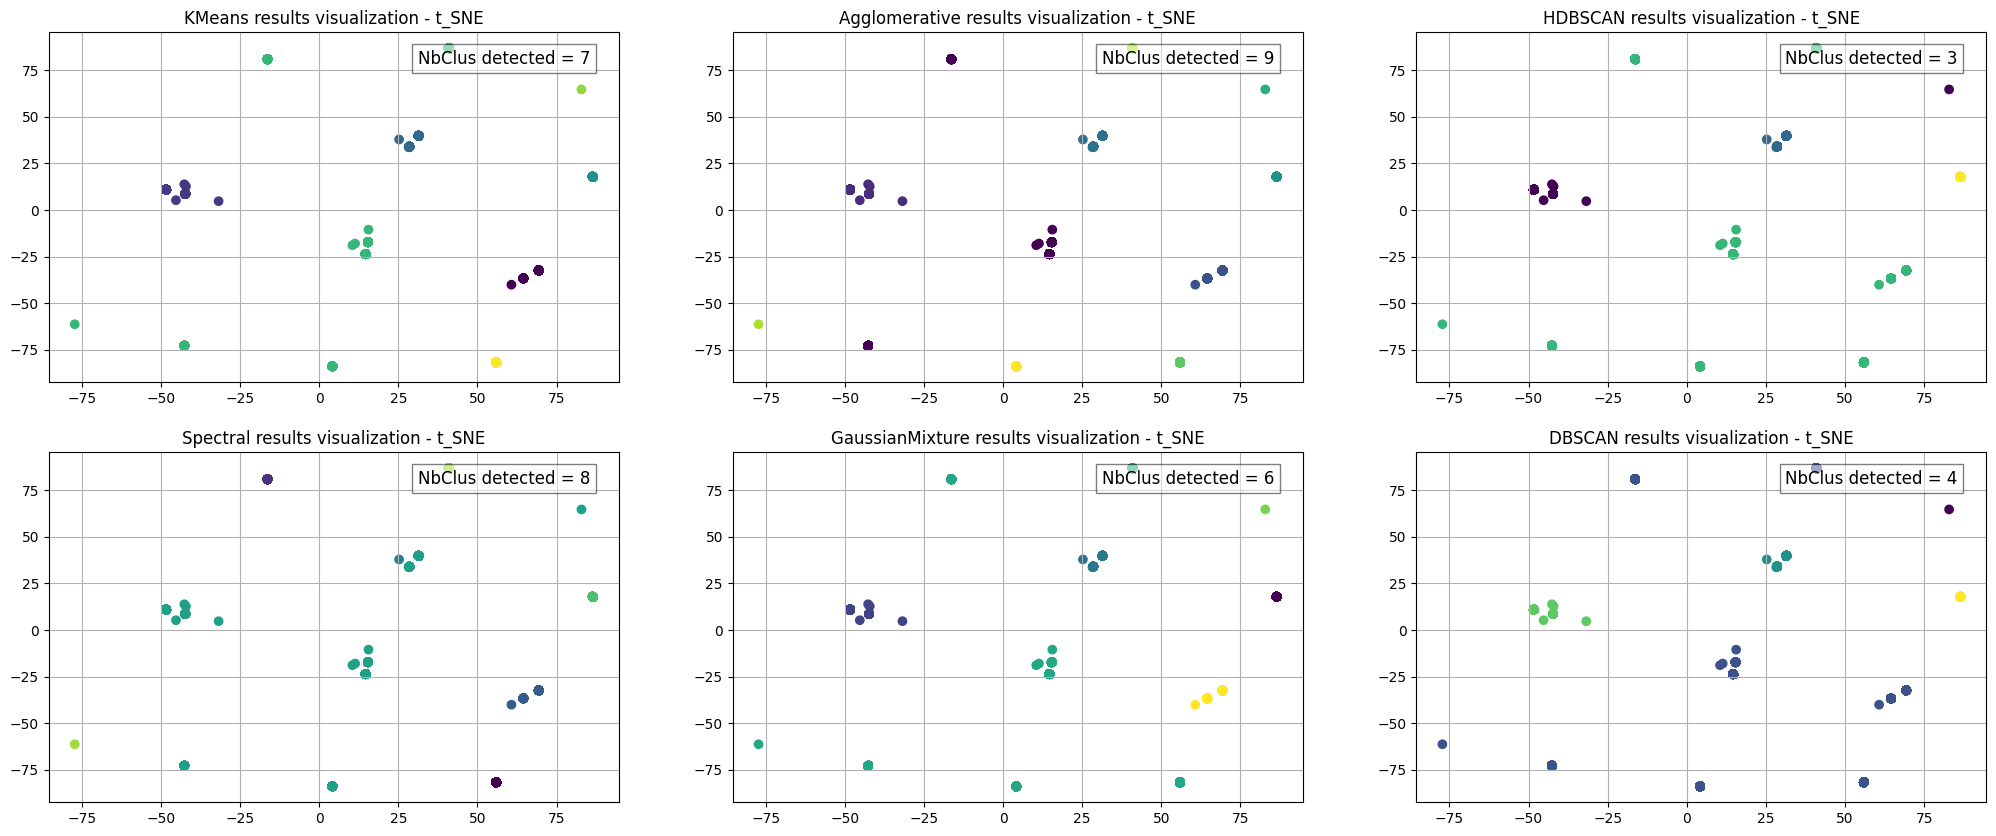 KMeans results visualization - t_SNE
NbClus detected = 7
75
50
25
0
−25
−50
−75
−75 −50 −25 0 25 50 75
Agglomerative results visualization - t_SNE
NbClus detected = 9
75
50
25
0
−25
−50
−75
−75 −50 −25 0 25 50 75
HDBSCAN results visualization - t_SNE
NbClus detected = 3
75
50
25
0
−25
−50
−75
−75 −50 −25 0 25 50 75
Spectral results visualization - t_SNE
NbClus detected = 8
75
50
25
0
−25
−50
−75
−75 −50 −25 0 25 50 75
GaussianMixture results visualization - t_SNE
NbClus detected = 6
75
50
25
0
−25
−50
−75
−75 −50 −25 0 25 50 75
DBSCAN results visualization - t_SNE
NbClus detected = 4
75
50
25
0
−25
−50
−75
−75 −50 −25 0 25 50 75